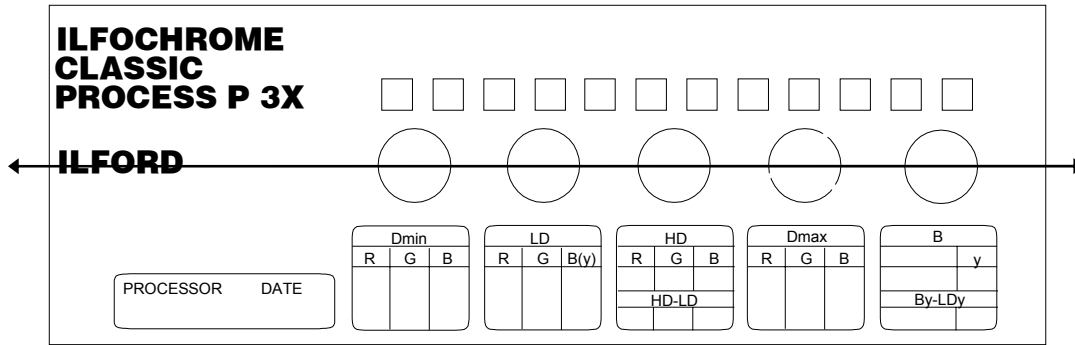 ILFOCHROME
CLASSIC
PROCESS P 3X
ILFORD
Dmin LD HD Dmax B
R G B R G B(y) R G B R G B y
PROCESSOR DATE HD-LD By-LDy